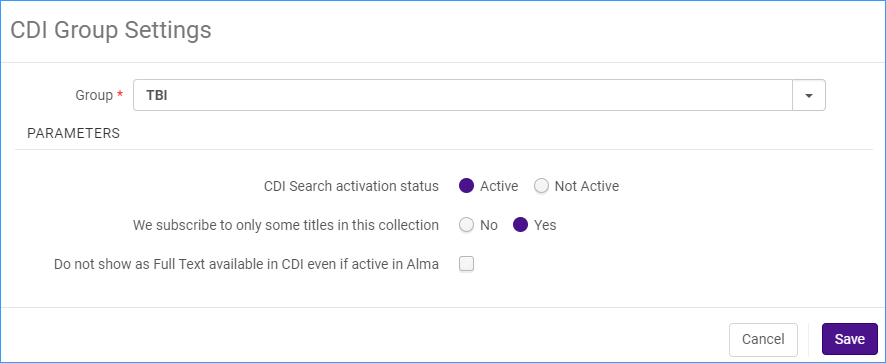 CDI Group Settings
Group * TBI
PARAMETERS
CDI Search activation status Active Not Active
We subscribe to only some titles in this collection No Yes
Do not show as Full Text available in CDI even if active in Alma
Cancel Save